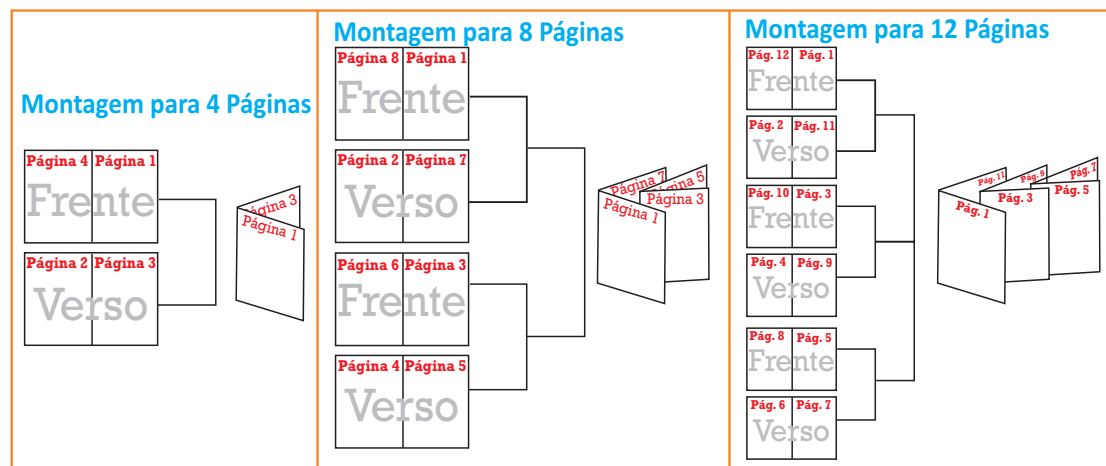 Montagem para 4 Páginas
Página 4 Página 1
Frente
Página 2 Página 3
Verso
Página 3
Página 1
Montagem para 8 Páginas
Página 8 Página 1
Frente
Página 2 Página 7
Verso
Página 6 Página 3
Frente
Página 4 Página 5
Verso
Página 7
Página 5
Página 3
Página 1
Montagem para 12 Páginas
Pág. 12 Pág. 1
Frente
Pág. 2 Pág. 11
Verso
Pág. 10 Pág. 3
Frente
Pág. 4 Pág. 9
Verso
Pág. 8 Pág. 5
Frente
Pág. 6 Pág. 7
Verso
Pág. 11
Pág. 9
Pág. 7
Pág. 1
Pág. 3
Pág. 5